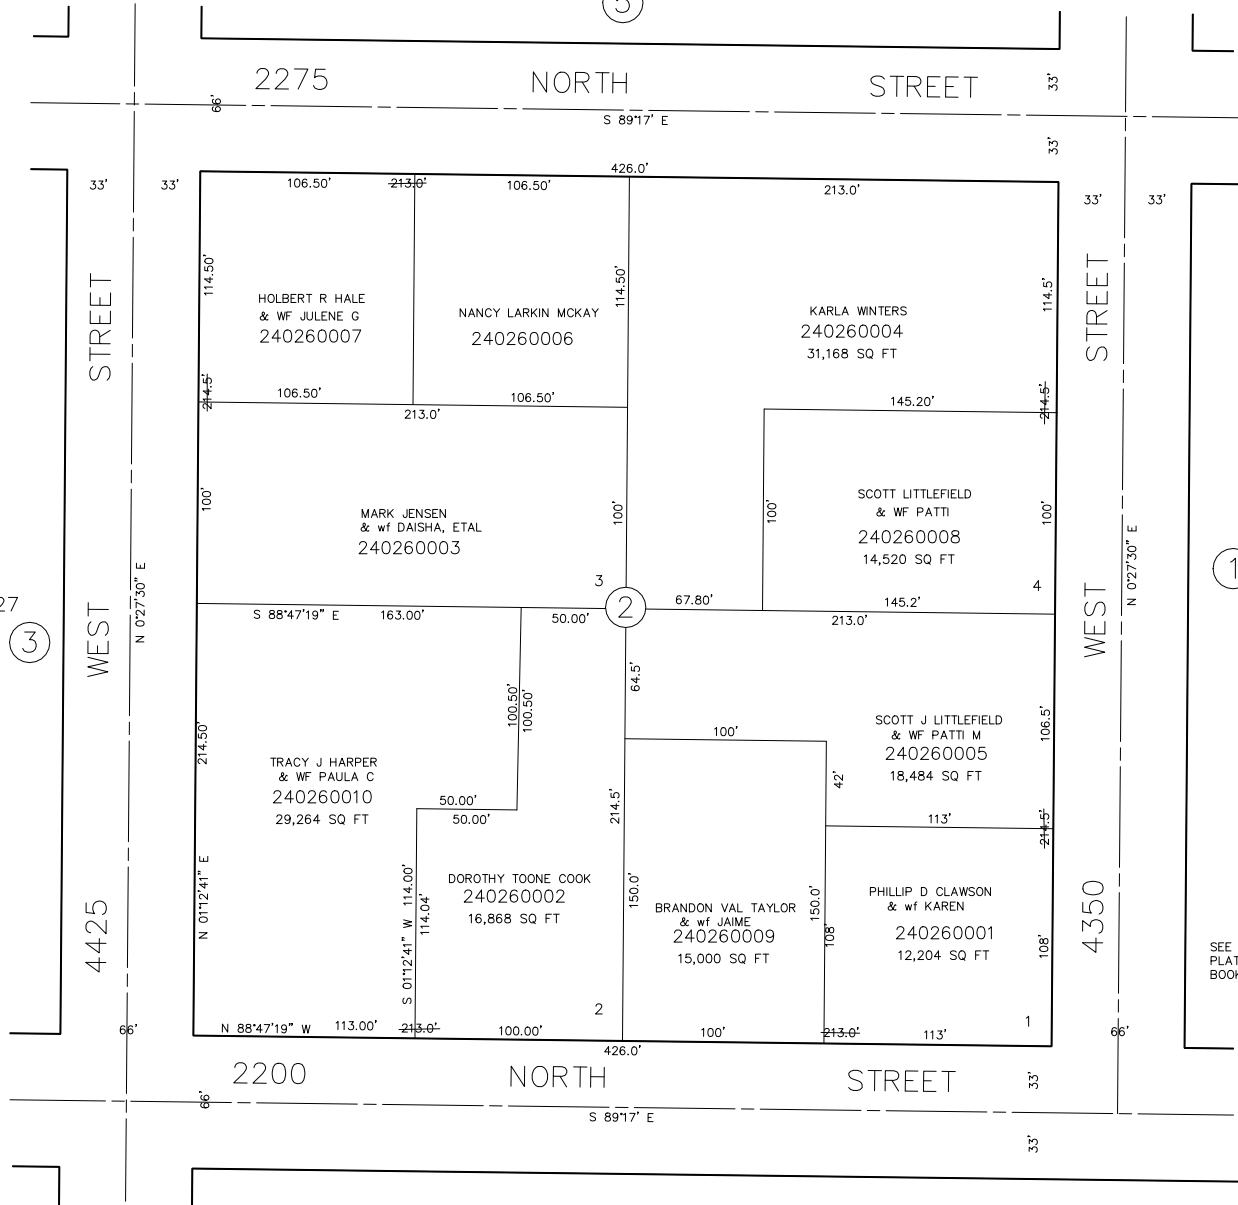 5
2275 NORTH STREET
33'
66'
S 89°17' E
33'
426.0'
33' 33' 106.50' 213.0' 106.50' 213.0' 33' 33'
114.50' 114.50' 114.5'
STREET STREET
HOLBERT R HALE
& WF JULENE G
240260007
NANCY LARKIN MCKAY
240260006
KARLA WINTERS
240260004
31,168 SQ FT
214.5' 106.50' 106.50' 145.20' 214.5'
213.0'
100' 100' 100' 100'
MARK JENSEN
& wf DAISHA, ETAL
240260003
SCOTT LITTLEFIELD
& WF PATTI
240260008
14,520 SQ FT
N 0°27'30" E
N 0°27'30" E
1
3 4
27
3
2
WEST WEST
S 88°47'19" E 163.00' 50.00' 67.80' 145.2'
213.0'
64.5'
100.50'
100.50'
214.50'
100'
106.5'
SCOTT J LITTLEFIELD
& WF PATTI M
240260005
18,484 SQ FT
42'
TRACY J HARPER
& WF PAULA C
240260010
29,264 SQ FT
50.00'
50.00'
214.5'
113'
214.5'
N 01°12'41" E
S 01°12'41" W 114.00'
114.04'
DOROTHY TOONE COOK
240260002
16,868 SQ FT
150.0'
BRANDON VAL TAYLOR
& wf JAIME
240260009
15,000 SQ FT
150.0'
108'
PHILLIP D CLAWSON
& wf KAREN
240260001
12,204 SQ FT
108'
4425 4350
SEE
PLAT
BOOK
2 1
66' N 88°47'19" W 113.00' 213.0' 100.00' 100' 213.0' 113' 66'
426.0'
2200 NORTH STREET
33'
66'
S 89°17' E
33'